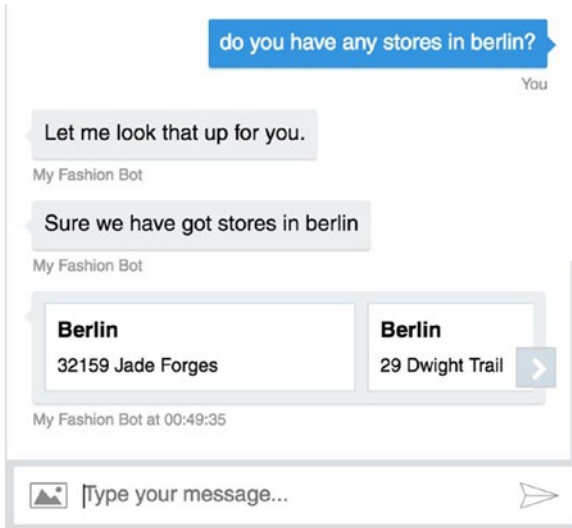 do you have any stores in berlin?
You
Let me look that up for you.
My Fashion Bot
Sure we have got stores in berlin
My Fashion Bot
Berlin
32159 Jade Forges
Berlin
29 Dwight Trail
My Fashion Bot at 00:49:35
Type your message...